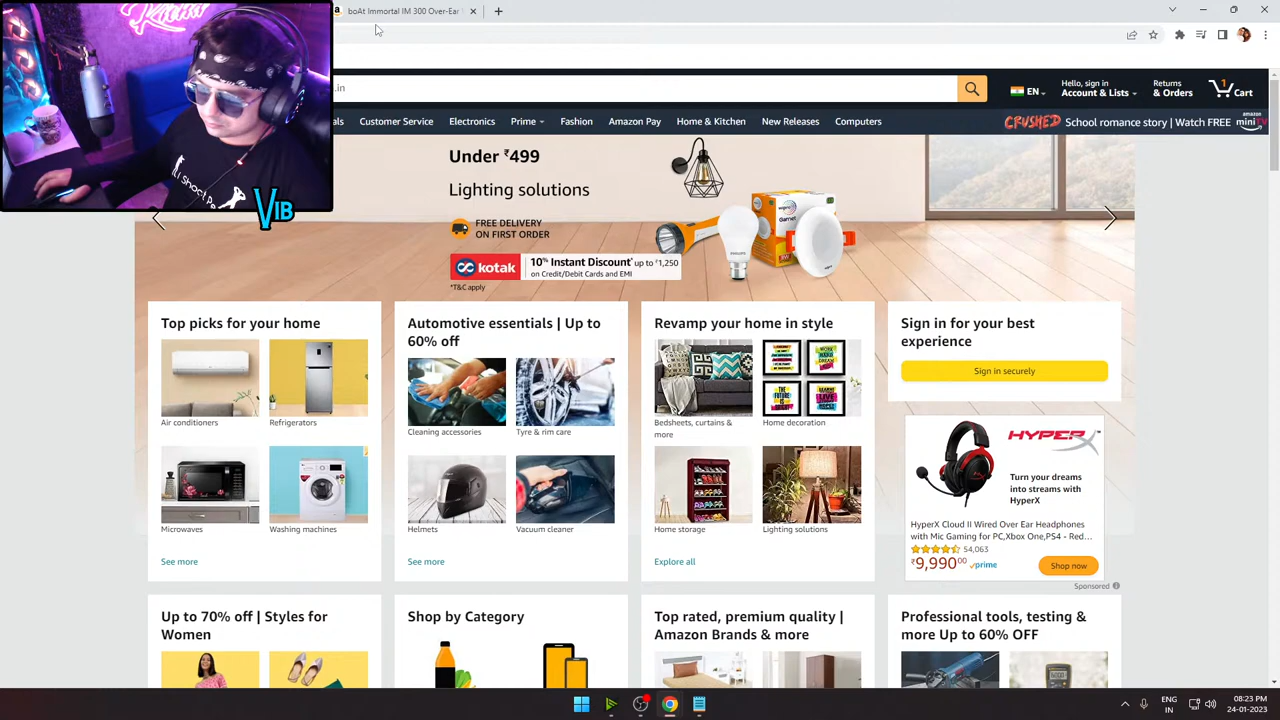 boAt Immortal IM 300 Over-Ear
.in
Hello, sign in
EN
Account & Lists
Returns
& Orders
1
Cart
als
Customer Service
Electronics
Prime
Fashion
Amazon Pay
Home & Kitchen
New Releases
Computers
CRUSHED School romance story | Watch FREE
amazon
miniTV
Under ₹499
Lighting solutions
FREE DELIVERY
ON FIRST ORDER
kotak
10% Instant Discount* up to ₹1,250
on Credit/Debit Cards and EMI
*T&C apply
VIB
Top picks for your home
Air conditioners
Refrigerators
Microwaves
Washing machines
See more
Automotive essentials | Up to
60% off
Cleaning accessories
Tyre & rim care
Helmets
Vacuum cleaner
See more
Revamp your home in style
Bedsheets, curtains &
more
Home decoration
Home storage
Lighting solutions
Explore all
Sign in for your best
experience
Sign in securely
HYPERX
Turn your dreams
into streams with
HyperX
HyperX Cloud II Wired Over Ear Headphones
with Mic Gaming for PC,Xbox One,PS4 - Red...
54,063
₹9,990.00
prime
Shop now
Sponsored
Up to 70% off | Styles for
Women
Shop by Category
Top rated, premium quality |
Amazon Brands & more
Professional tools, testing &
more Up to 60% OFF
ENG
IN
08:23 PM
24-01-2023